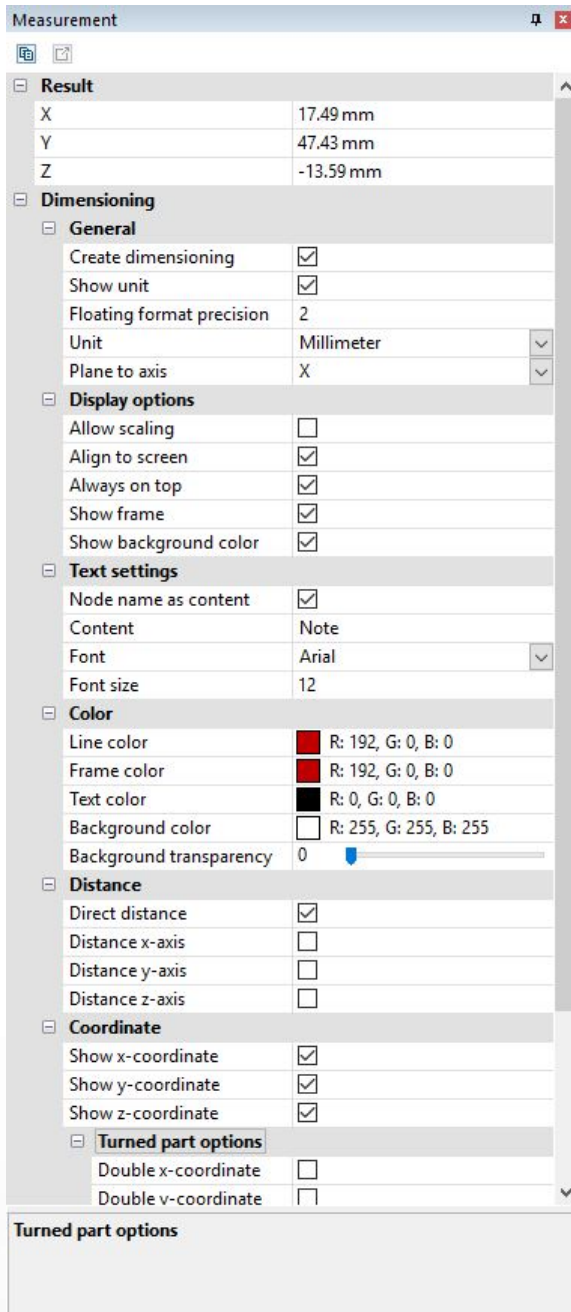 Measurement
Result
X 17.49 mm
Y 47.43 mm
Z -13.59 mm
Dimensioning
General
Create dimensioning
Show unit
Floating format precision 2
Unit Millimeter
Plane to axis X
Display options
Allow scaling
Align to screen
Always on top
Show frame
Show background color
Text settings
Node name as content
Content Note
Font Arial
Font size 12
Color
Line color R: 192, G: 0, B: 0
Frame color R: 192, G: 0, B: 0
Text color R: 0, G: 0, B: 0
Background color R: 255, G: 255, B: 255
Background transparency 0
Distance
Direct distance
Distance x-axis
Distance y-axis
Distance z-axis
Coordinate
Show x-coordinate
Show y-coordinate
Show z-coordinate
Turned part options
Double x-coordinate
Double y-coordinate
Turned part options